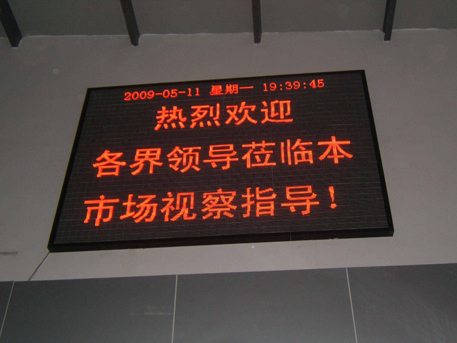 2009-05-11 星期一 19:39:45
热烈欢迎
各界领导莅临本
市场视察指导！